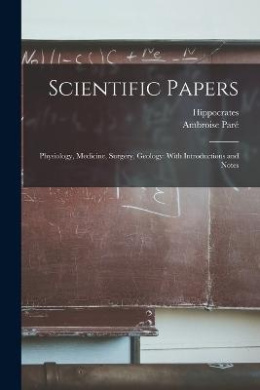 Scientific Papers
Hippocrates
Ambroise Paré
Physiology, Medicine, Surgery, Geology: With Introductions and
Notes